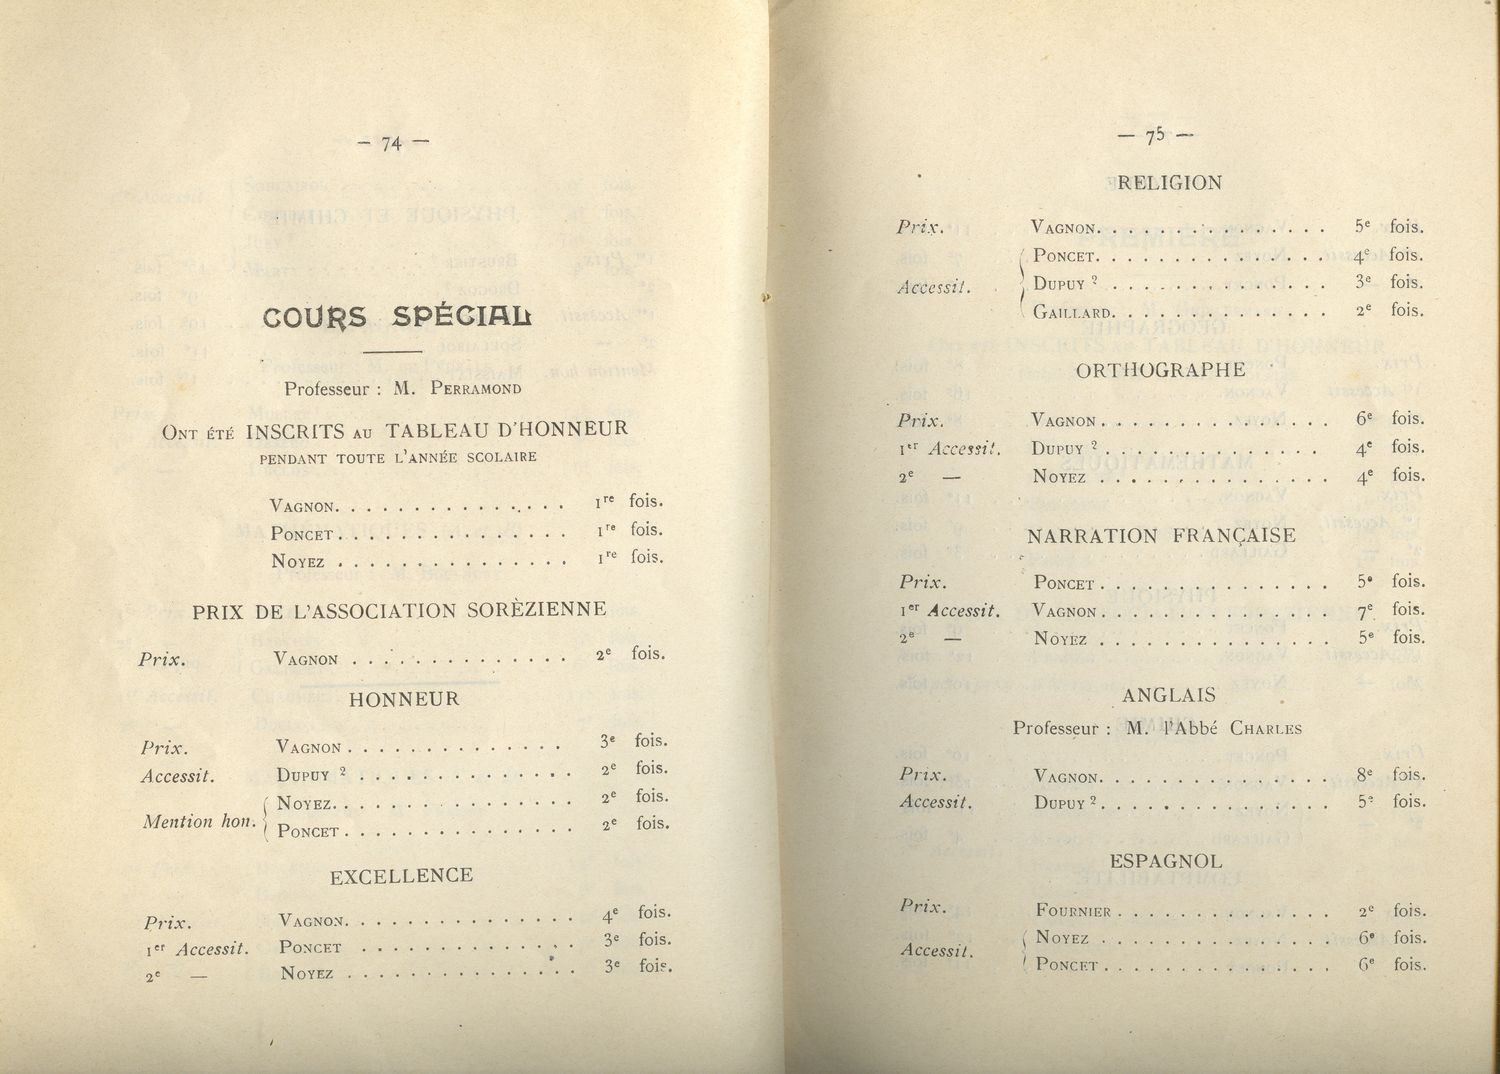 — 74 —
COURS SPÉCIAL
Professeur : M. PERRAMOND
ONT ÉTÉ INSCRITS AU TABLEAU D'HONNEUR
PENDANT TOUTE L'ANNÉE SCOLAIRE
VAGNON. . . . . . . . . . . . . . 1re fois.
PONCET. . . . . . . . . . . . . . 1re fois.
NOYEZ . . . . . . . . . . . . . . 1re fois.
PRIX DE L'ASSOCIATION SORÈZIENNE
Prix. VAGNON . . . . . . . . . . . . . 2e fois.
HONNEUR
Prix. VAGNON . . . . . . . . . . . . . 3e fois.
Accessit. DUPUY 2 . . . . . . . . . . . . 2e fois.
Mention hon. { NOYEZ. . . . . . . . . . . . . . 2e fois.
PONCET . . . . . . . . . . . . . 2e fois.
EXCELLENCE
Prix. VAGNON. . . . . . . . . . . . . . 4e fois.
1er Accessit. PONCET . . . . . . . . . . . . 3e fois.
2e — NOYEZ . . . . . . . . . . . . . 3e fois.
— 75 —
RELIGION
Prix. VAGNON. . . . . . . . . . . . . . 5e fois.
Accessit. { PONCET. . . . . . . . . . . . . . 4e fois.
DUPUY 2 . . . . . . . . . . . . . 3e fois.
GAILLARD. . . . . . . . . . . . . 2e fois.
ORTHOGRAPHE
Prix. VAGNON . . . . . . . . . . . . . 6e fois.
1er Accessit. DUPUY 2 . . . . . . . . . . . . . 4e fois.
2e — NOYEZ . . . . . . . . . . . . . 4e fois.
NARRATION FRANÇAISE
Prix. PONCET . . . . . . . . . . . . . 5e fois.
1er Accessit. VAGNON . . . . . . . . . . . . . 7e fois.
2e — NOYEZ . . . . . . . . . . . . . 5e fois.
ANGLAIS
Professeur : M. l'Abbé CHARLES
Prix. VAGNON. . . . . . . . . . . . . . 8e fois.
Accessit. DUPUY 2. . . . . . . . . . . . . . 5e fois.
ESPAGNOL
Prix. FOURNIER . . . . . . . . . . . . 2e fois.
Accessit. { NOYEZ . . . . . . . . . . . . . 6e fois.
PONCET . . . . . . . . . . . . . 6e fois.